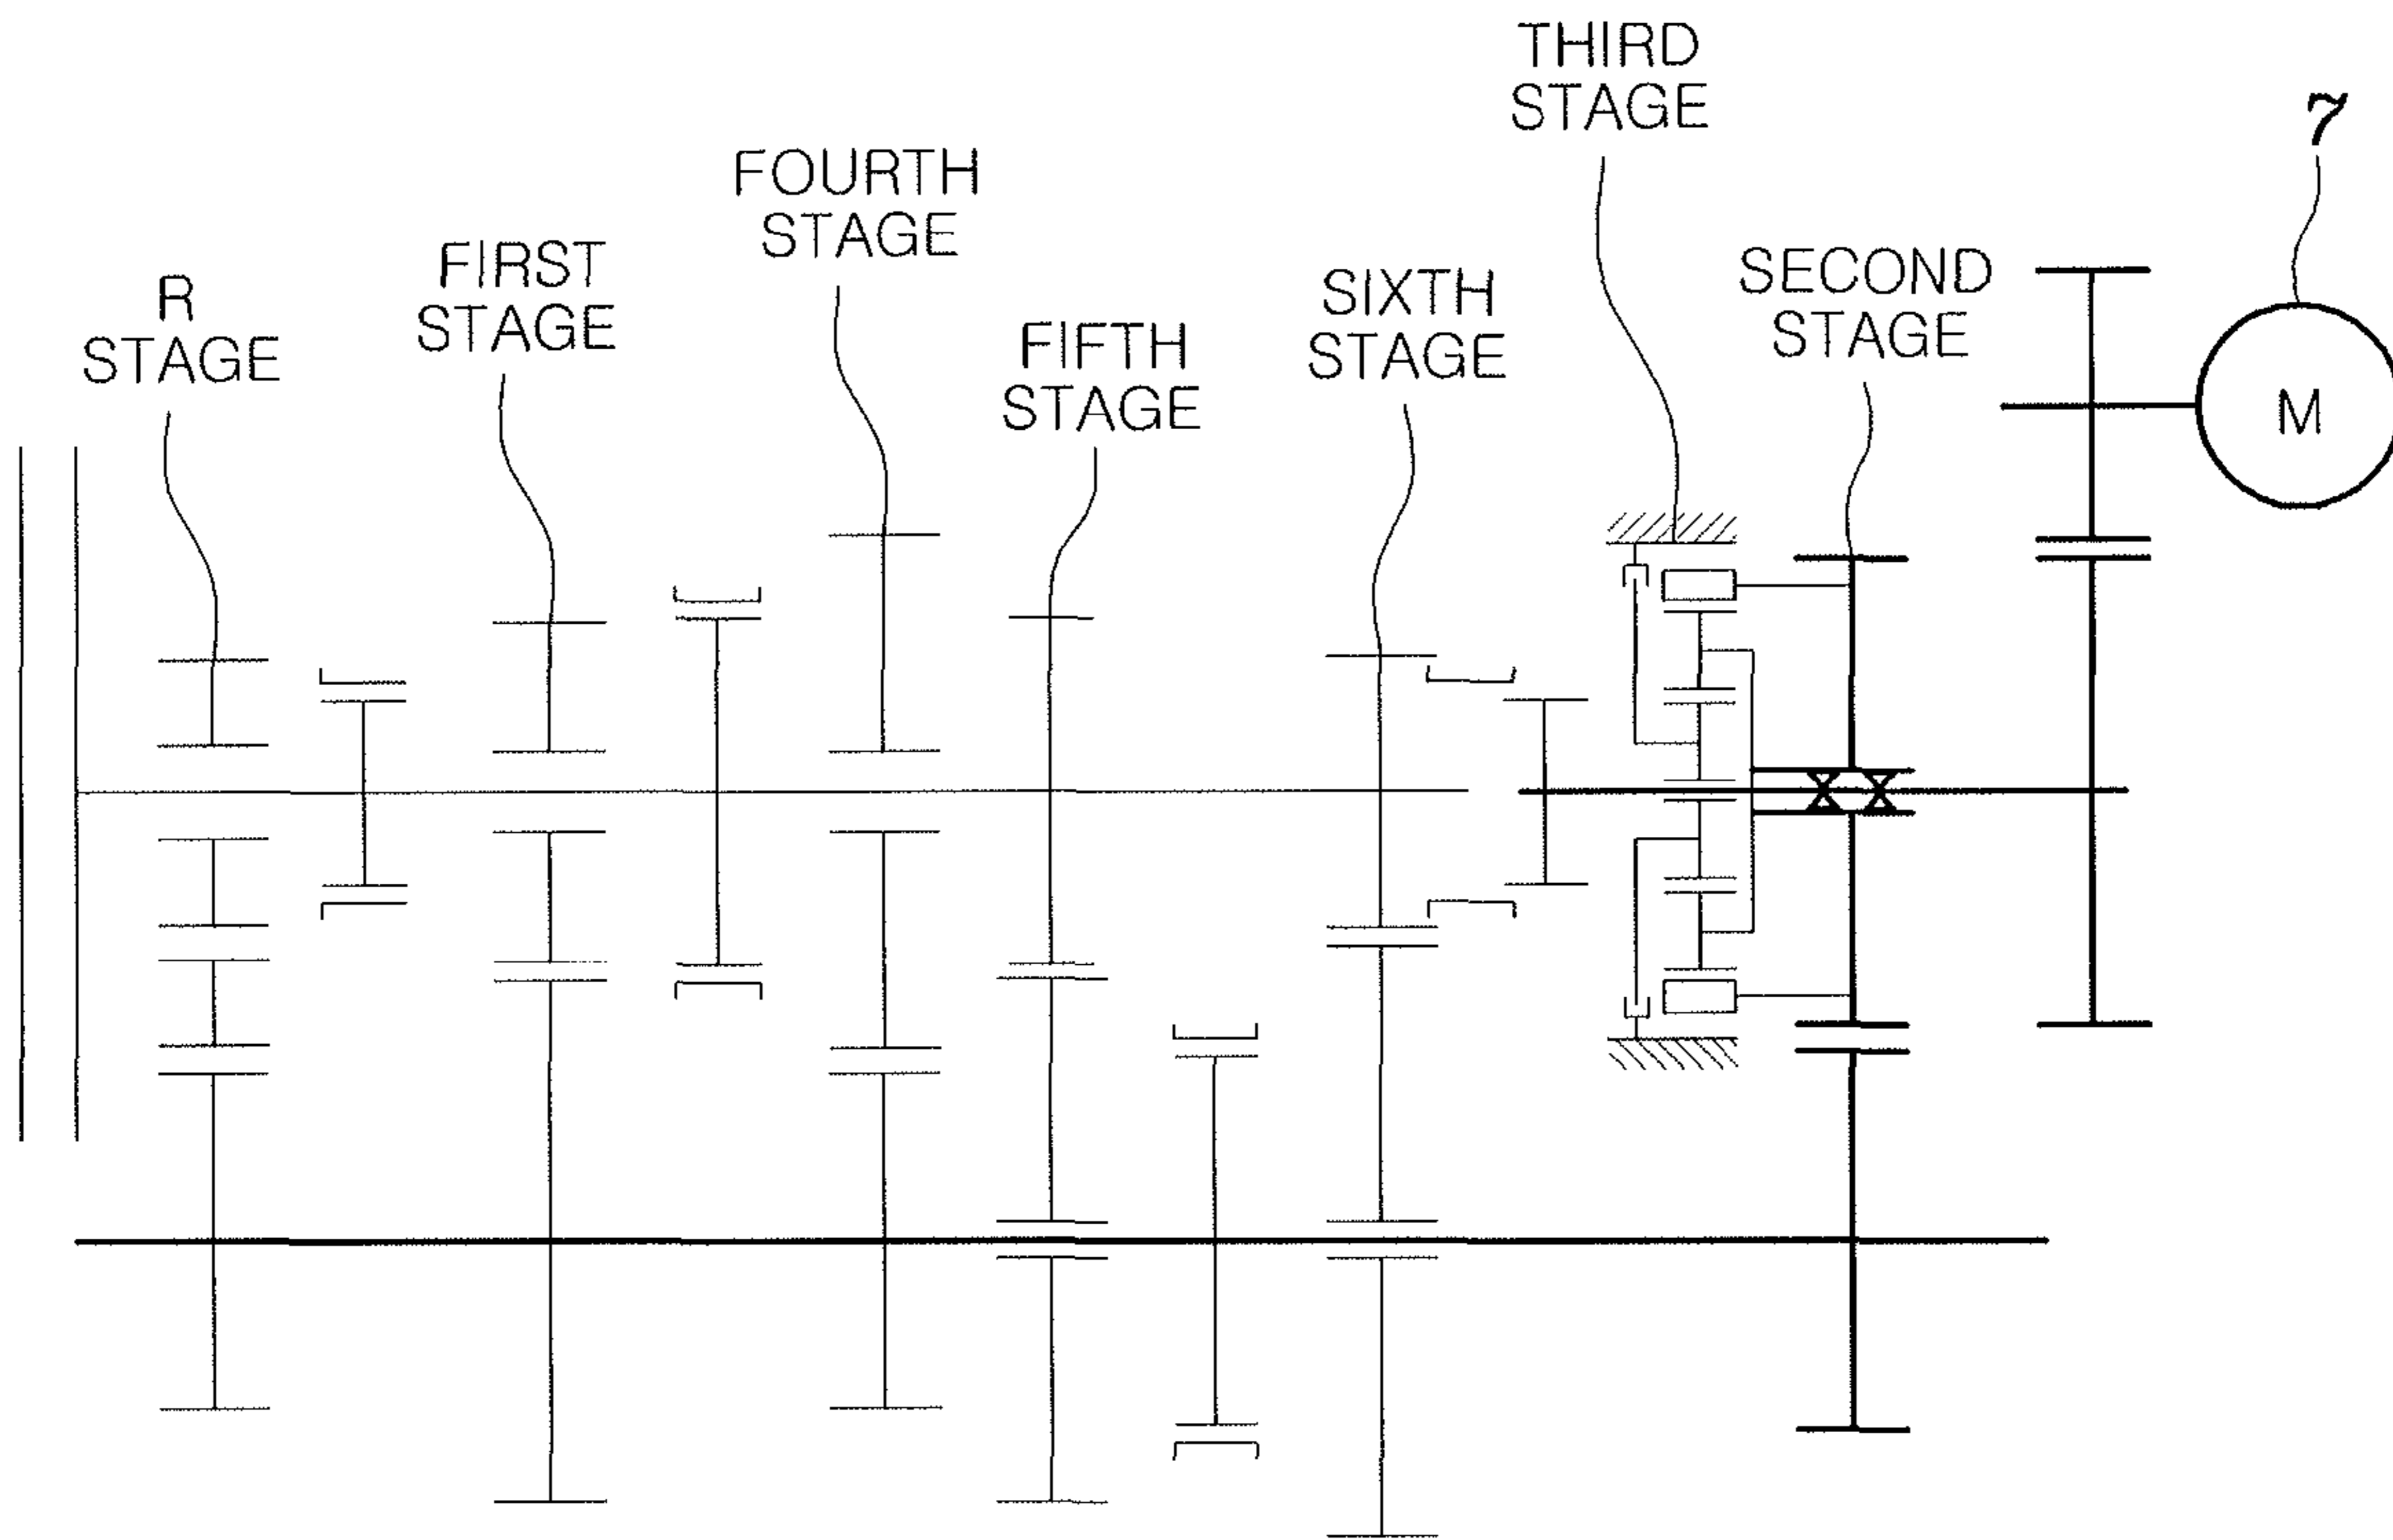 R
STAGE
FIRST
STAGE
FOURTH
STAGE
FIFTH
STAGE
SIXTH
STAGE
THIRD
STAGE
SECOND
STAGE
7
M